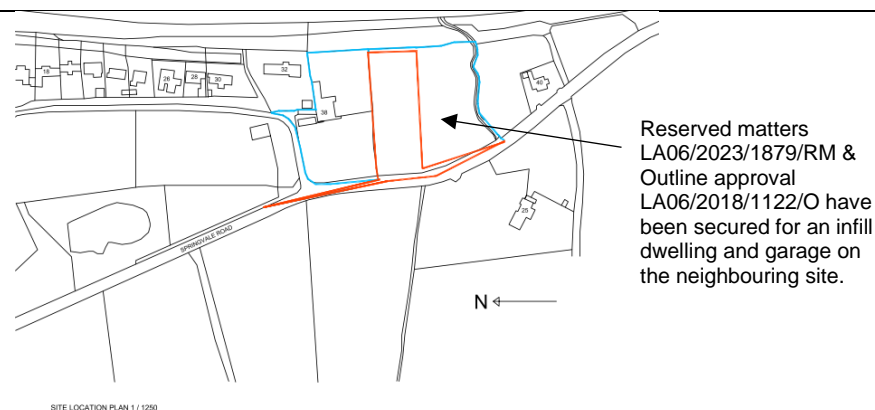 18
26
28
30
32
38
40
25
SPRINGVALE ROAD
N
Reserved matters
LA06/2023/1879/RM &
Outline approval
LA06/2018/1122/O have
been secured for an infill
dwelling and garage on
the neighbouring site.
SITE LOCATION PLAN 1 / 1250